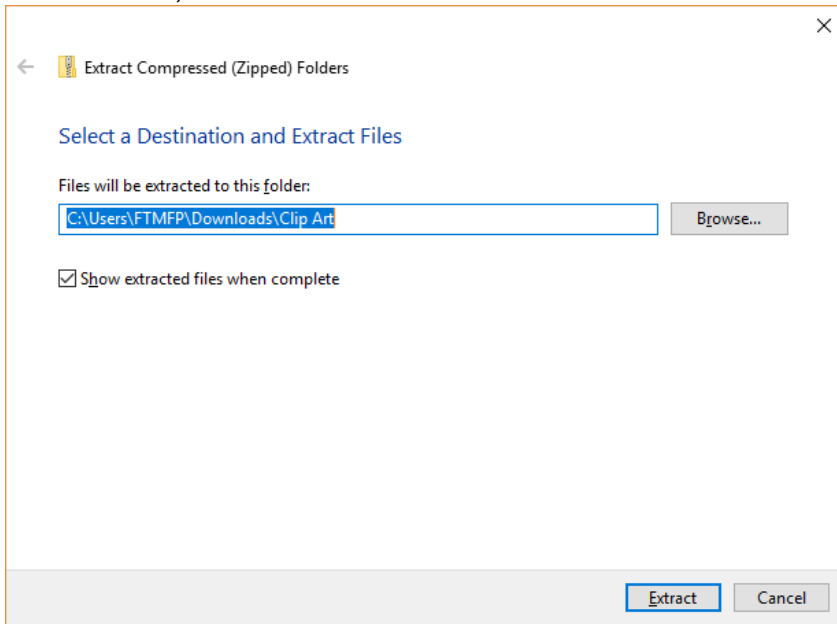 Extract Compressed (Zipped) Folders
Select a Destination and Extract Files
Files will be extracted to this folder:
C:\Users\FTMFP\Downloads\Clip Art
Browse...
Show extracted files when complete
Extract
Cancel